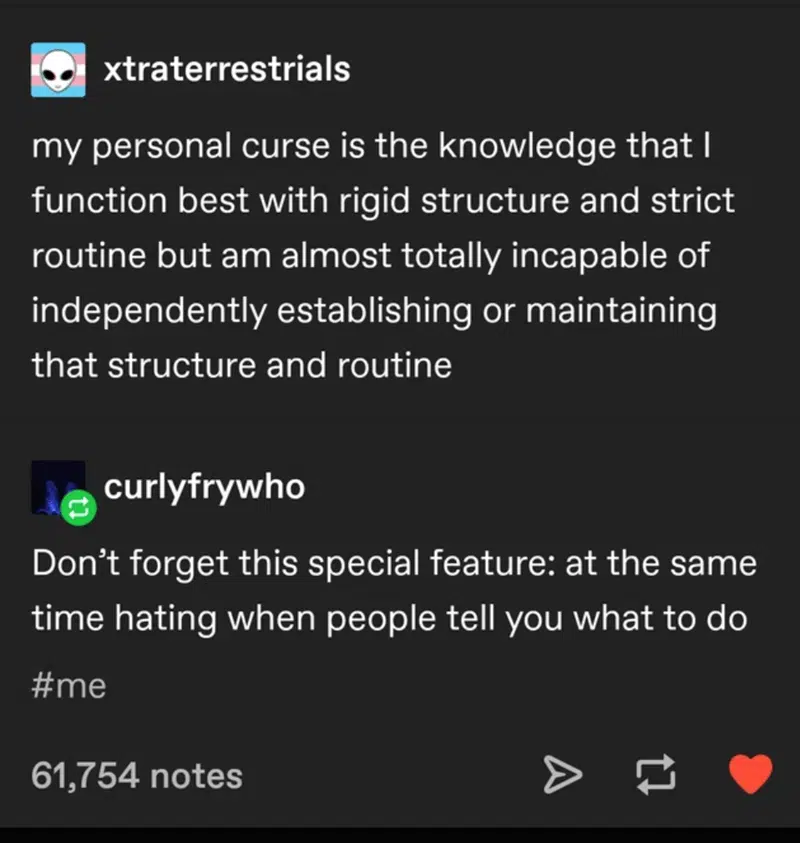 xtraterrestrials
my personal curse is the knowledge that I
function best with rigid structure and strict
routine but am almost totally incapable of
independently establishing or maintaining
that structure and routine
curlyfrywho
Don’t forget this special feature: at the same
time hating when people tell you what to do
#me
61,754 notes